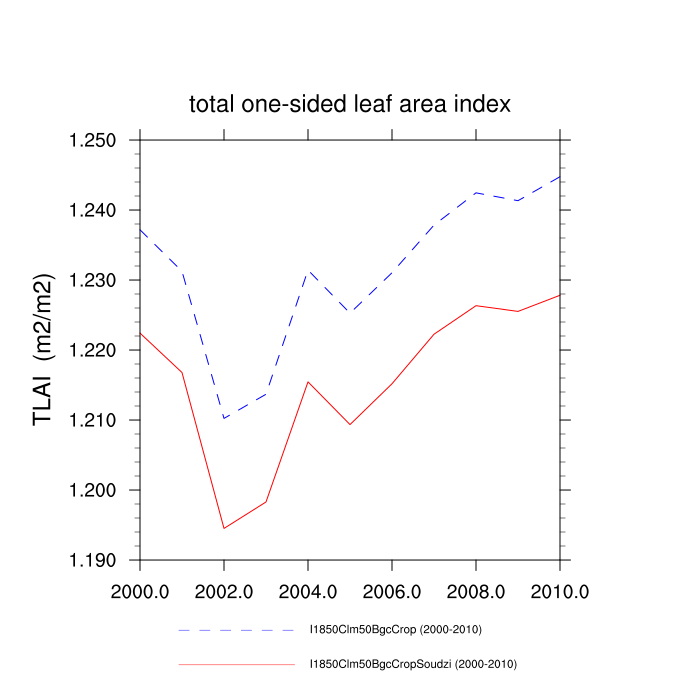 total one-sided leaf area index
1.250
1.240
1.230
1.220
1.210
1.200
1.190
TLAI (m2/m2)
2000.0 2002.0 2004.0 2006.0 2008.0 2010.0
I1850Clm50BgcCrop (2000-2010)
I1850Clm50BgcCropSoudzi (2000-2010)